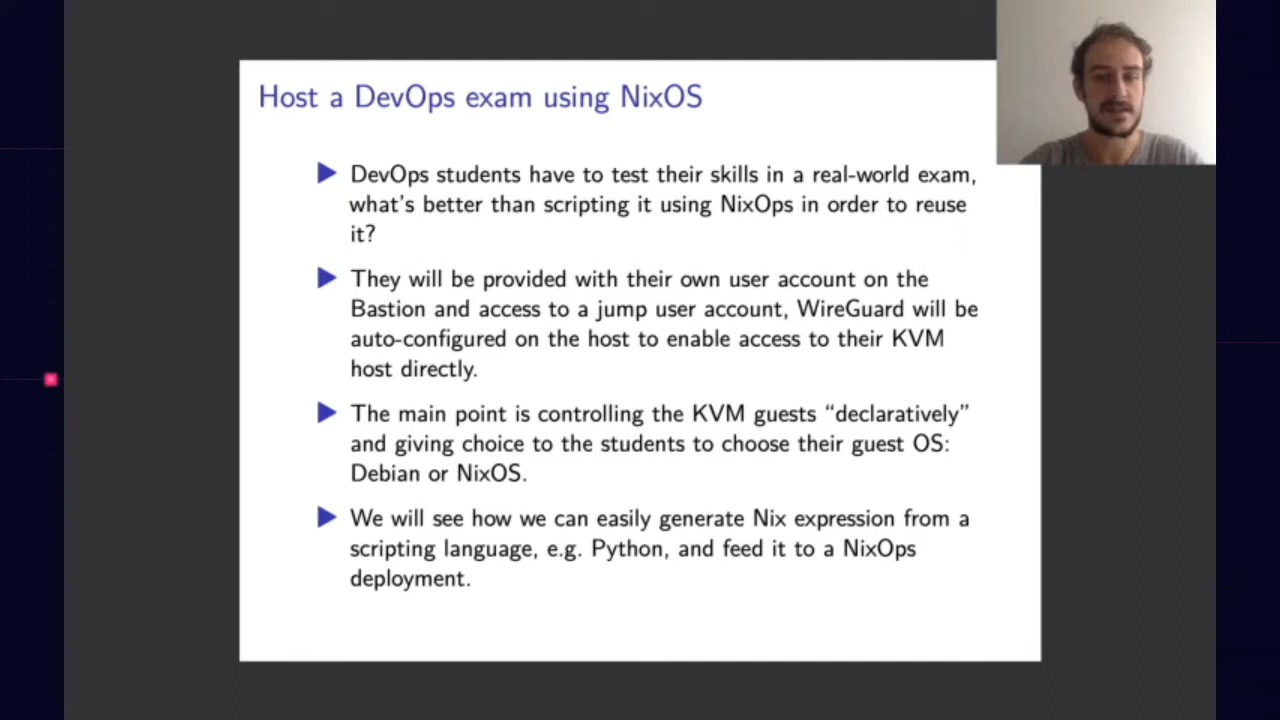 Host a DevOps exam using NixOS
DevOps students have to test their skills in a real-world exam,
what's better than scripting it using NixOps in order to reuse
it?
They will be provided with their own user account on the
Bastion and access to a jump user account, WireGuard will be
auto-configured on the host to enable access to their KVM
host directly.
The main point is controlling the KVM guests “declaratively”
and giving choice to the students to choose their guest OS:
Debian or NixOS.
We will see how we can easily generate Nix expression from a
scripting language, e.g. Python, and feed it to a NixOps
deployment.